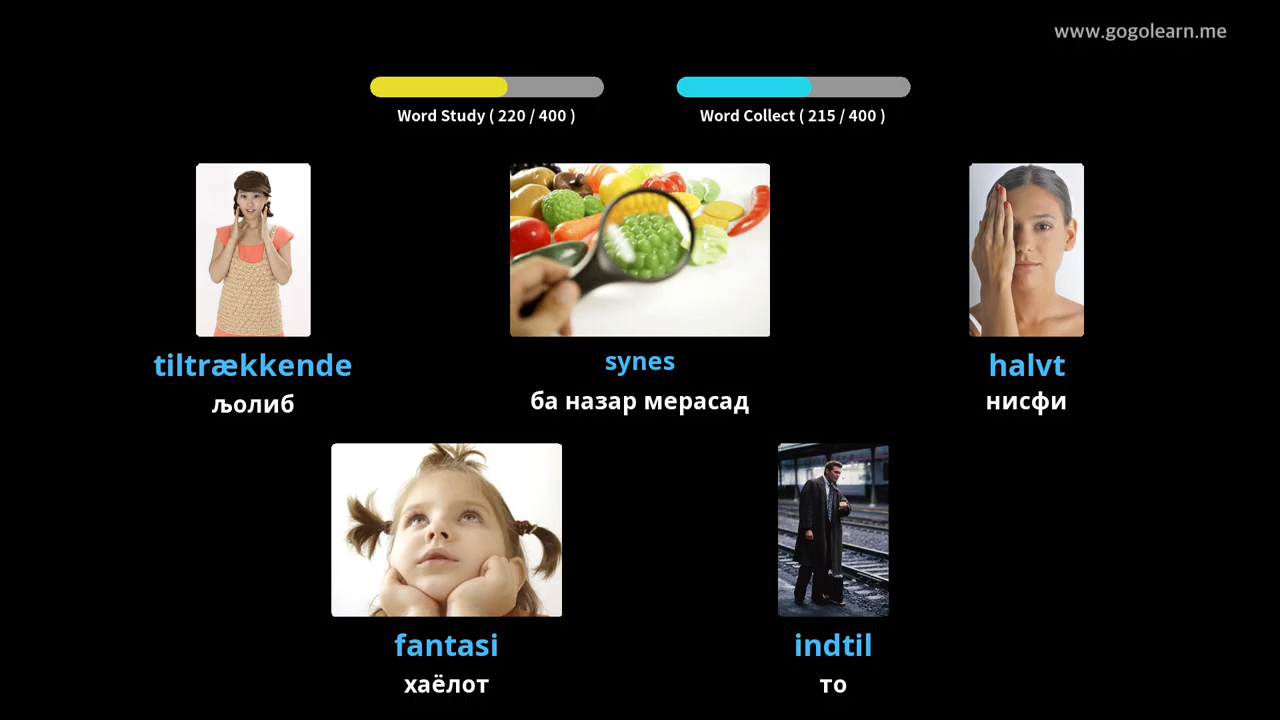 www.gogolearn.me
Word Study ( 220 / 400 )
Word Collect ( 215 / 400 )
tiltrækkende
synes
halvt
љолиб
ба назар мерасад
нисфи
fantasi
indtil
хаёлот
то